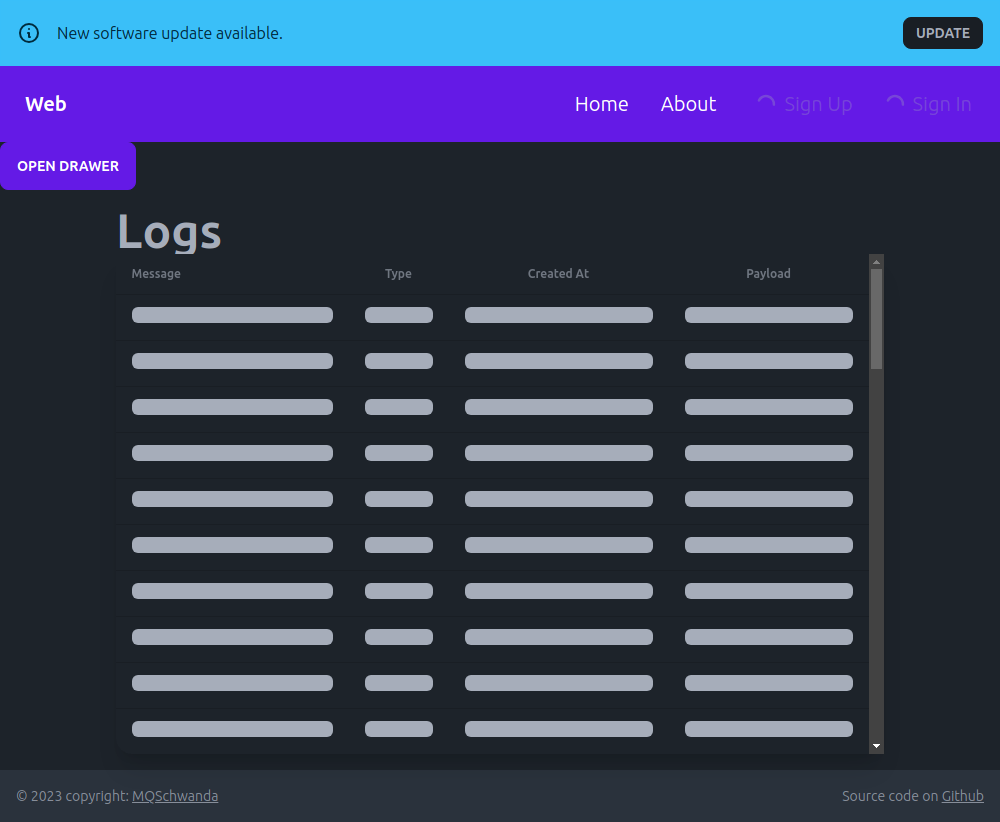 New software update available. UPDATE
Web Home About Sign Up Sign In
OPEN DRAWER
Logs
Message Type Created At Payload
© 2023 copyright: MQSchwanda Source code on Github